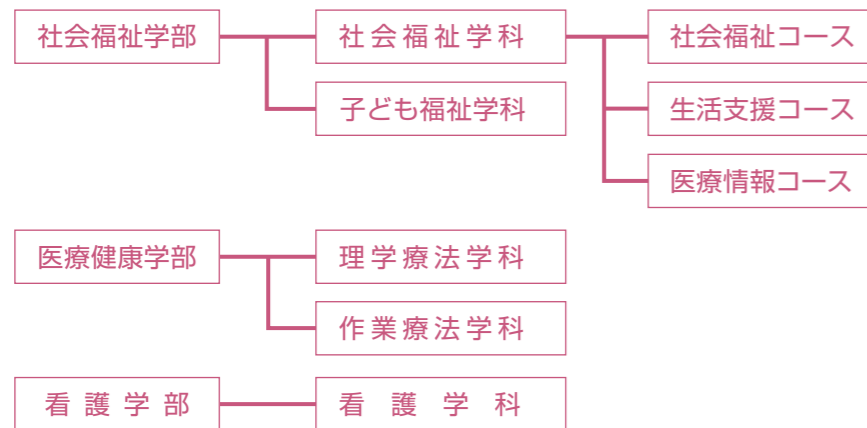 社会福祉学部
社会福祉学科
社会福祉コース
子ども福祉学科
生活支援コース
医療情報コース
医療健康学部
理学療法学科
作業療法学科
看護学部
看護学科